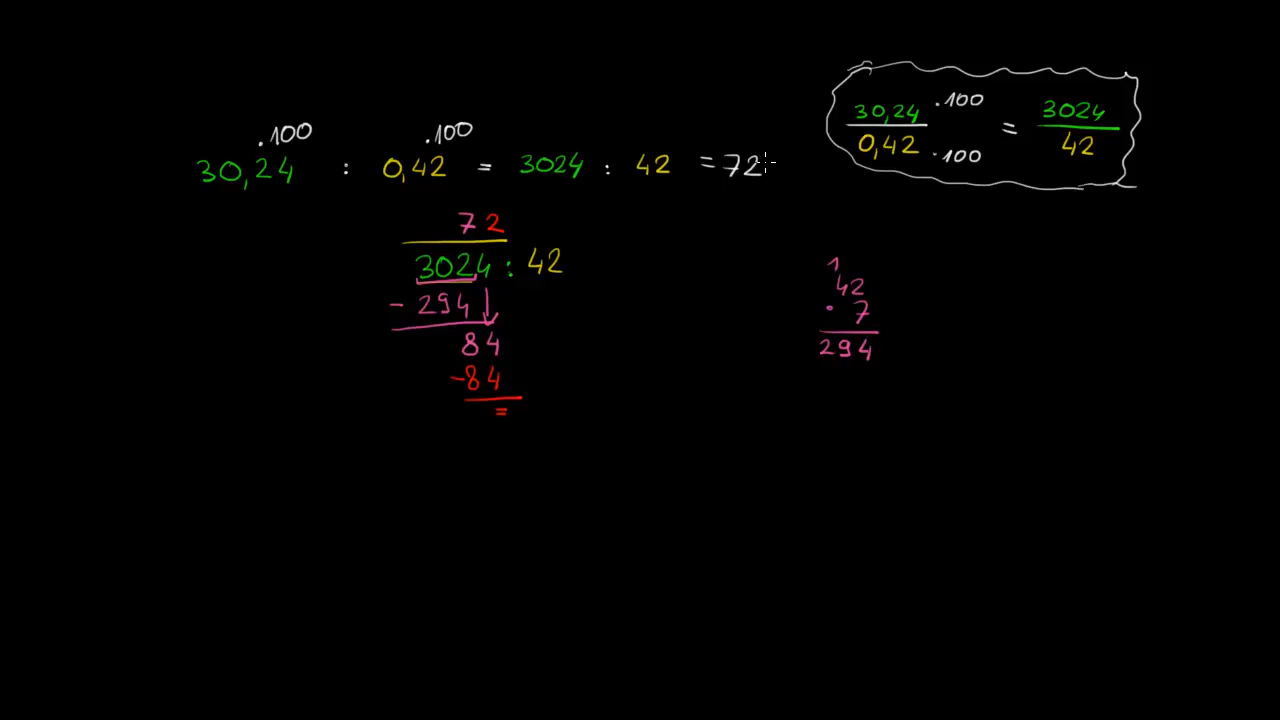 .100 .100
30,24 : 0,42 = 3024 : 42 = 72
30,24 .100 = 3024
0,42 .100 42
72
3024 : 42
- 294
84
-84
=
1
42
. 7
294